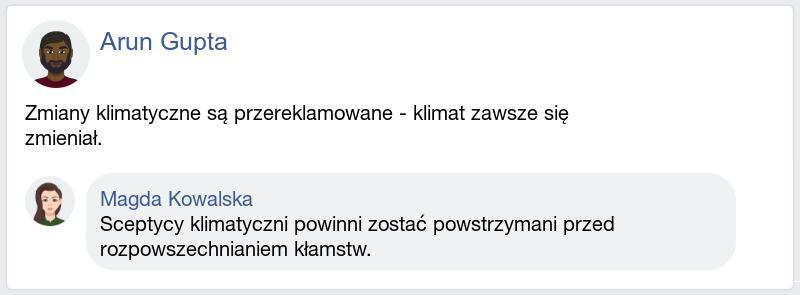 Arun Gupta
Zmiany klimatyczne są przereklamowane - klimat zawsze się
zmieniał.
Magda Kowalska
Sceptycy klimatyczni powinni zostać powstrzymani przed
rozpowszechnianiem kłamstw.